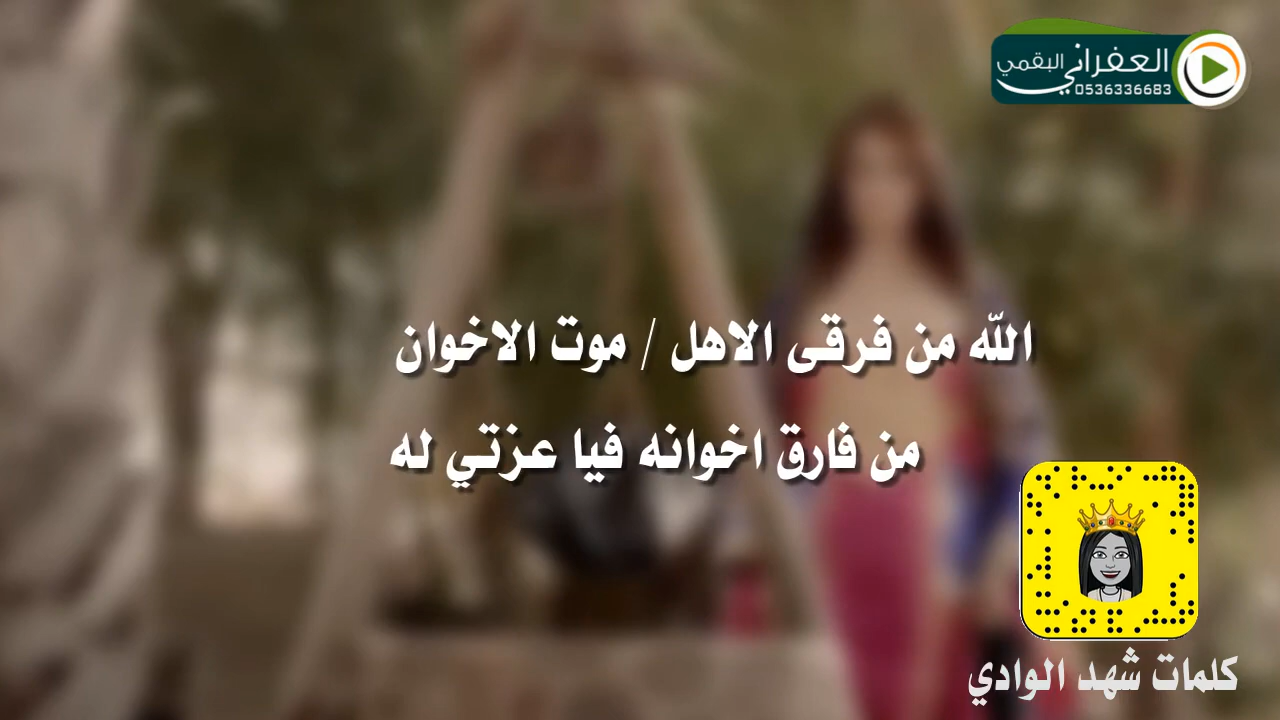 العفراني البقمي
0536336683
الله من فرقى الاهل / موت الاخوان
من فارق اخوانه فيا عزتي له
كلمات شهد الوادي